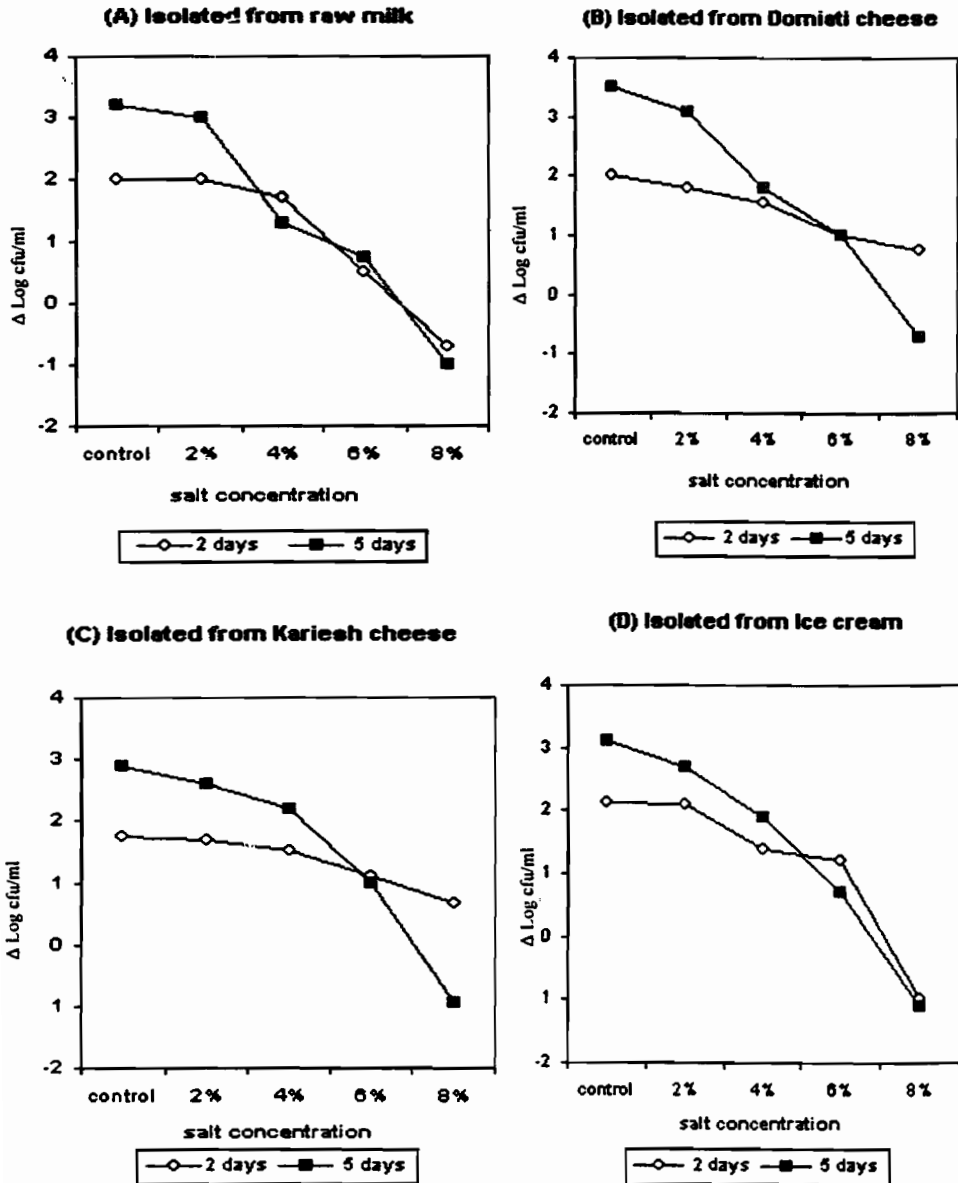 (A) Isolated from raw milk
4
3
2
1
0
-1
-2
Δ Log cfu/ml
control 2% 4% 6% 8%
salt concentration
2 days 5 days
(B) Isolated from Domiati cheese
4
3
2
1
0
-1
-2
Δ Log cfu/ml
control 2% 4% 6% 8%
salt concentration
2 days 5 days
(C) Isolated from Kariesh cheese
4
3
2
1
0
1
-2
Δ Log cfu/ml
control 2% 4% 6% 8%
salt concentration
2 days 5 days
(D) Isolated from Ice cream
4
3
2
1
0
1
-2
Δ Log cfu/ml
control 2% 4% 6% 8%
salt concentration
2 days 5 days